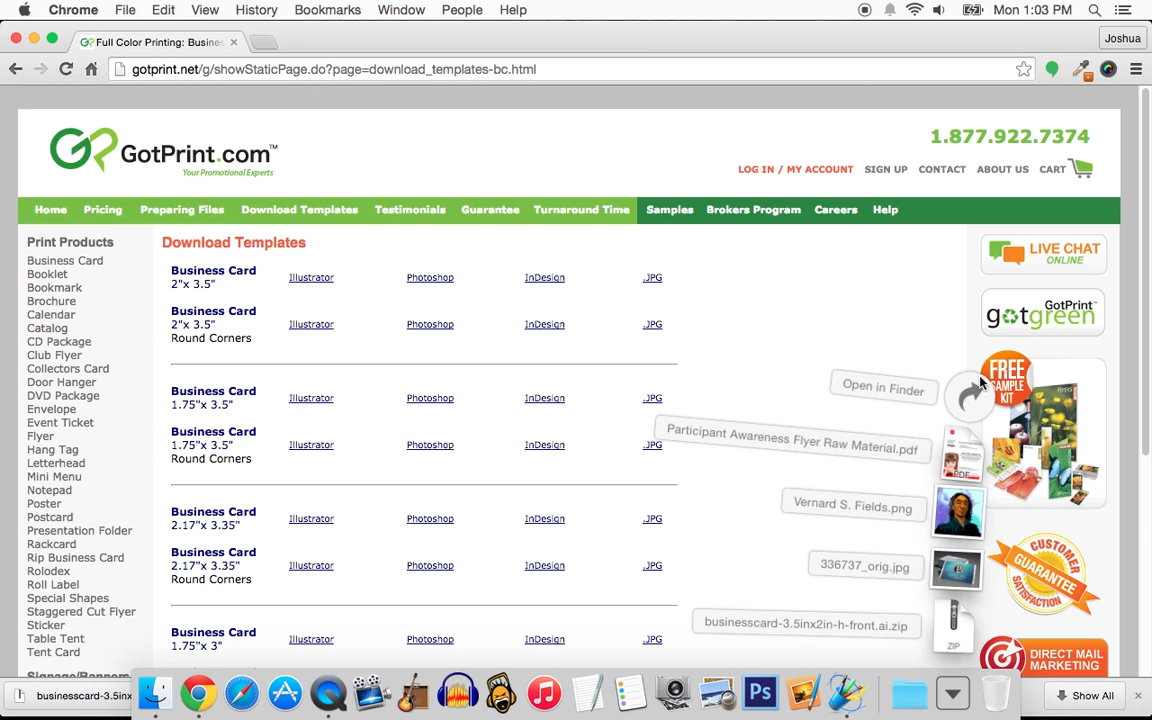 Chrome File Edit View History Bookmarks Window People Help Mon 1:03 PM
Full Color Printing: Busines Joshua
gotprint.net/g/showStaticPage.do?page=download_templates-bc.html
GotPrint.com™
Your Promotional Experts
1.877.922.7374
LOG IN / MY ACCOUNT SIGN UP CONTACT ABOUT US CART
Home Pricing Preparing Files Download Templates Testimonials Guarantee Turnaround Time Samples Brokers Program Careers Help
Print Products
Business Card
Booklet
Bookmark
Brochure
Calendar
Catalog
CD Package
Club Flyer
Collectors Card
Door Hanger
DVD Package
Envelope
Event Ticket
Flyer
Hang Tag
Letterhead
Mini Menu
Notepad
Poster
Postcard
Presentation Folder
Rackcard
Rip Business Card
Rolodex
Roll Label
Special Shapes
Staggered Cut Flyer
Sticker
Table Tent
Tent Card
Signage/Banners
Download Templates
Business Card Illustrator Photoshop InDesign .JPG
2"x 3.5"
Business Card
2"x 3.5" Illustrator Photoshop InDesign .JPG
Round Corners
Business Card Illustrator Photoshop InDesign .JPG
1.75"x 3.5"
Business Card
1.75"x 3.5" Illustrator Photoshop InDesign .JPG
Round Corners
Business Card Illustrator Photoshop InDesign .JPG
2.17"x 3.35"
Business Card
2.17"x 3.35" Illustrator Photoshop InDesign .JPG
Round Corners
Business Card Illustrator Photoshop InDesign .JPG
1.75"x 3"
LIVE CHAT
ONLINE
GotPrint™
gotgreen
FREE
SAMPLE
KIT
Open in Finder
Participant Awareness Flyer Raw Material.pdf
PDF
Vernard S. Fields.png
336737_orig.jpg
businesscard-3.5inx2in-h-front.ai.zip
ZIP
CUSTOMER
GUARANTEE
SATISFACTION
DIRECT MAIL
MARKETING
businesscard-3.5inx
Ps
Show All